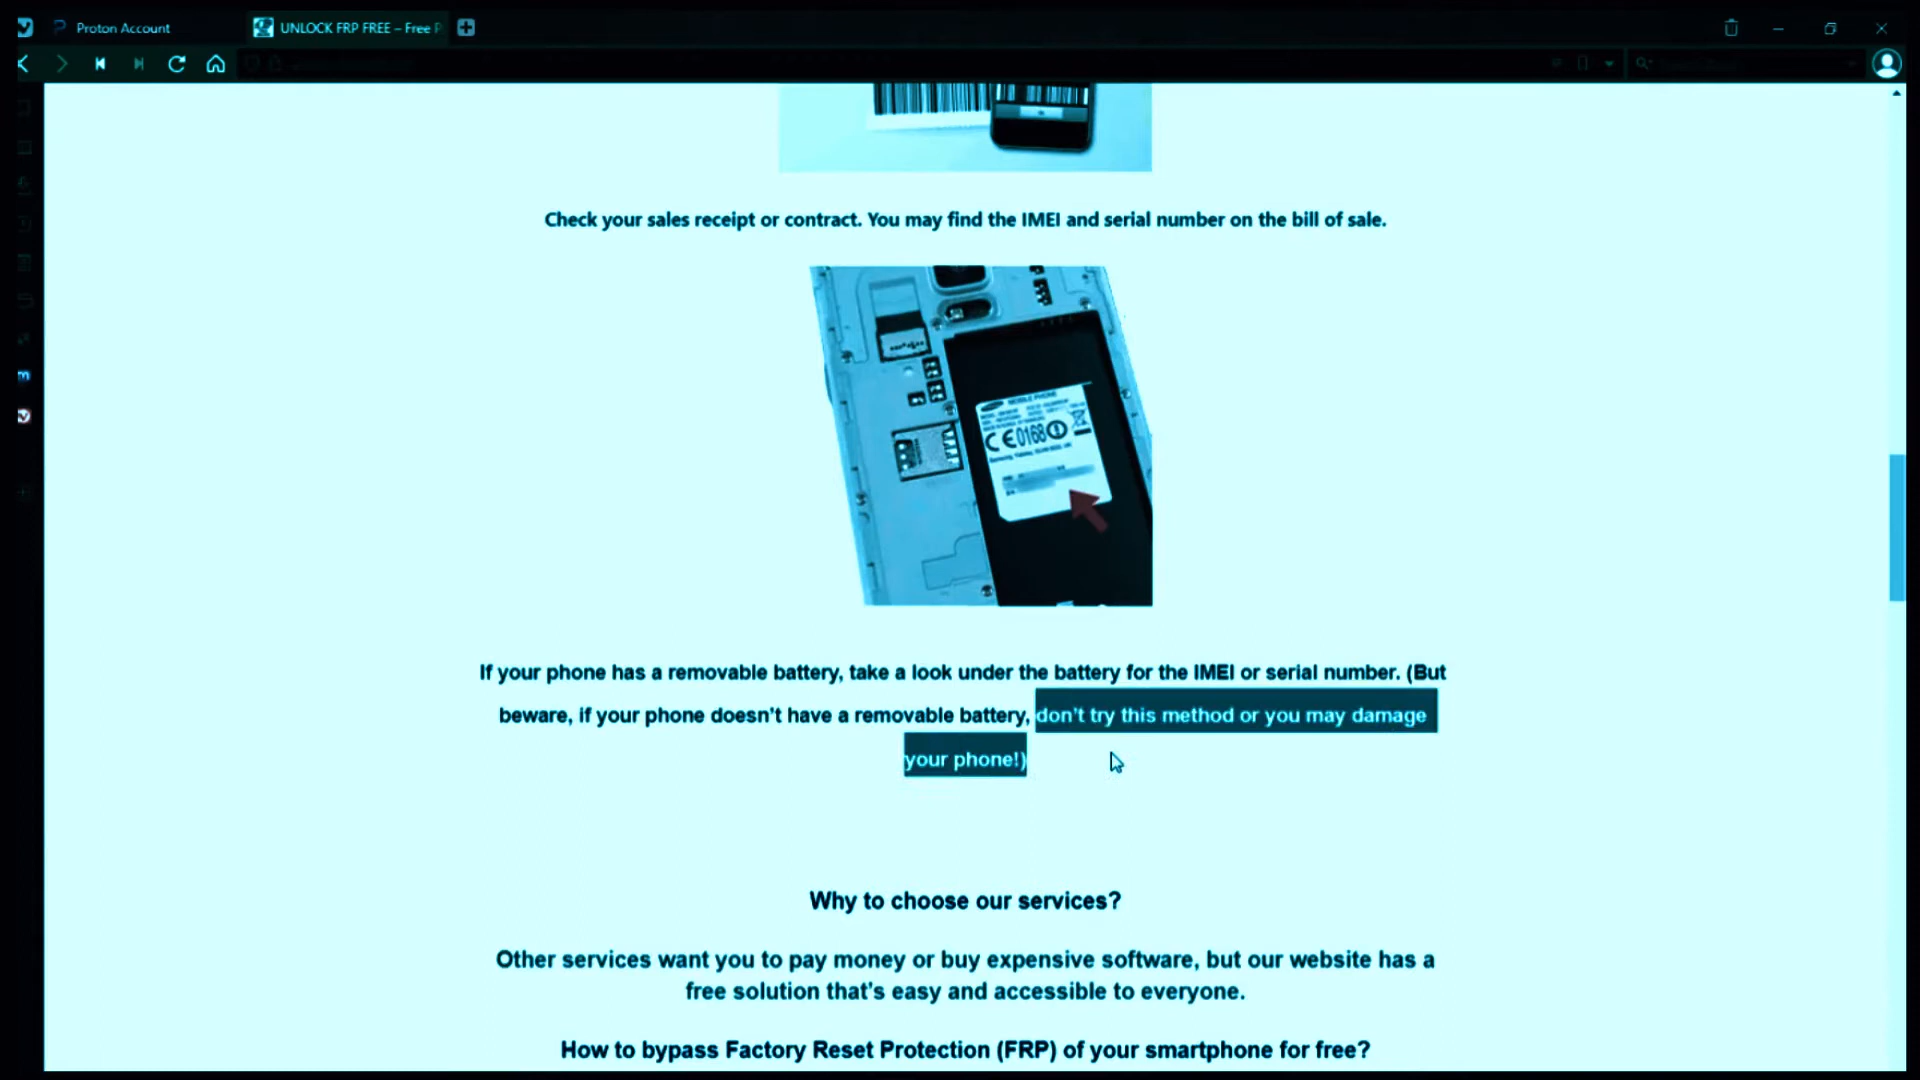 Proton Account
UNLOCK FRP FREE – Free P
Check your sales receipt or contract. You may find the IMEI and serial number on the bill of sale.
MOBILE PHONE
CE0168
If your phone has a removable battery, take a look under the battery for the IMEI or serial number. (But
beware, if your phone doesn't have a removable battery, don't try this method or you may damage
your phone!)
Why to choose our services?
Other services want you to pay money or buy expensive software, but our website has a
free solution that's easy and accessible to everyone.
How to bypass Factory Reset Protection (FRP) of your smartphone for free?